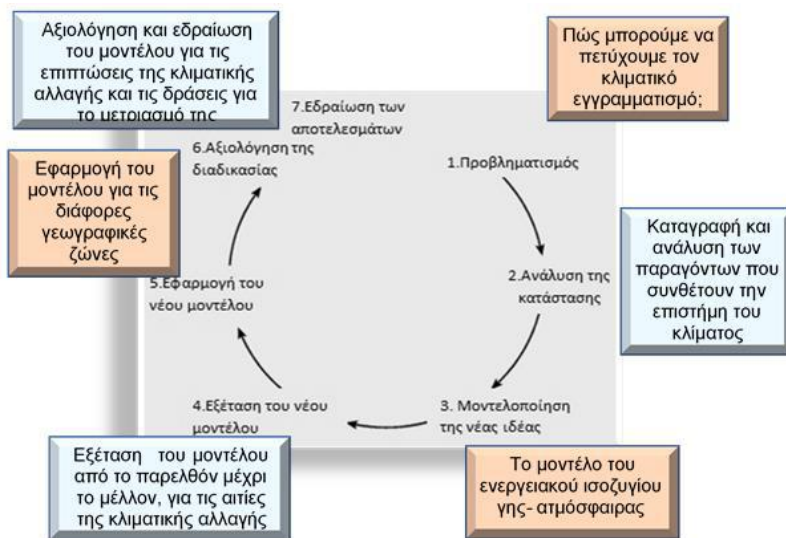 Αξιολόγηση και εδραίωση
του μοντέλου για τις
επιπτώσεις της κλιματικής
αλλαγής και τις δράσεις για
το μετριασμό της
Πώς μπορούμε να
πετύχουμε τον
κλιματικό
εγγραμματισμό;
7.Εδραίωση των
αποτελεσμάτων
6.Αξιολόγηση της
διαδικασίας
1.Προβληματισμός
Εφαρμογή του
μοντέλου για τις
διάφορες
γεωγραφικές
ζώνες
Καταγραφή και
ανάλυση των
παραγόντων που
συνθέτουν την
επιστήμη του
κλίματος
5.Εφαρμογή του
νέου μοντέλου
2.Ανάλυση της
κατάστασης
4.Εξέταση του νέου
μοντέλου
3. Μοντελοποίηση
της νέας ιδέας
Εξέταση του μοντέλου
από το παρελθόν μέχρι
το μέλλον, για τις αιτίες
της κλιματικής αλλαγής
Το μοντέλο του
ενεργειακού ισοζυγίου
γης- ατμόσφαιρας